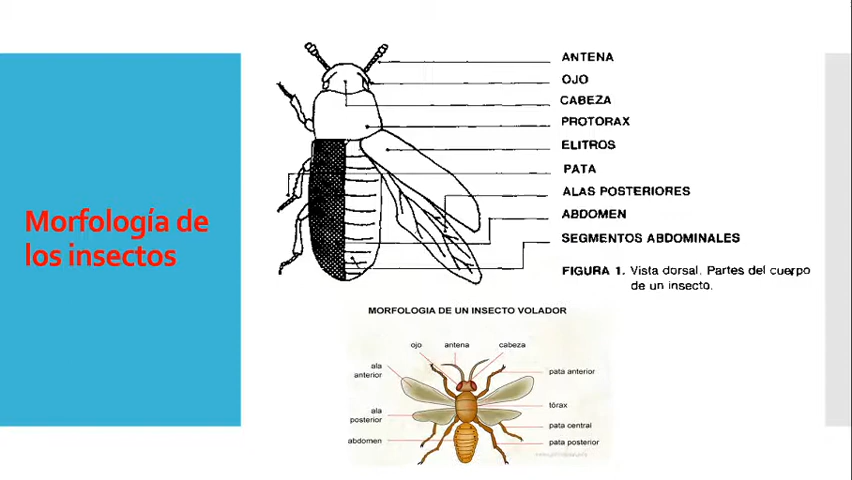 Morfología de
los insectos
ANTENA
OJO
CABEZA
PROTORAX
ELITROS
PATA
ALAS POSTERIORES
ABDOMEN
SEGMENTOS ABDOMINALES
FIGURA 1. Vista dorsal. Partes del cuerpo
de un insecto.
MORFOLOGIA DE UN INSECTO VOLADOR
ojo antena cabeza
ala
anterior
pata anterior
tórax
ala
posterior
pata central
abdomen
pata posterior